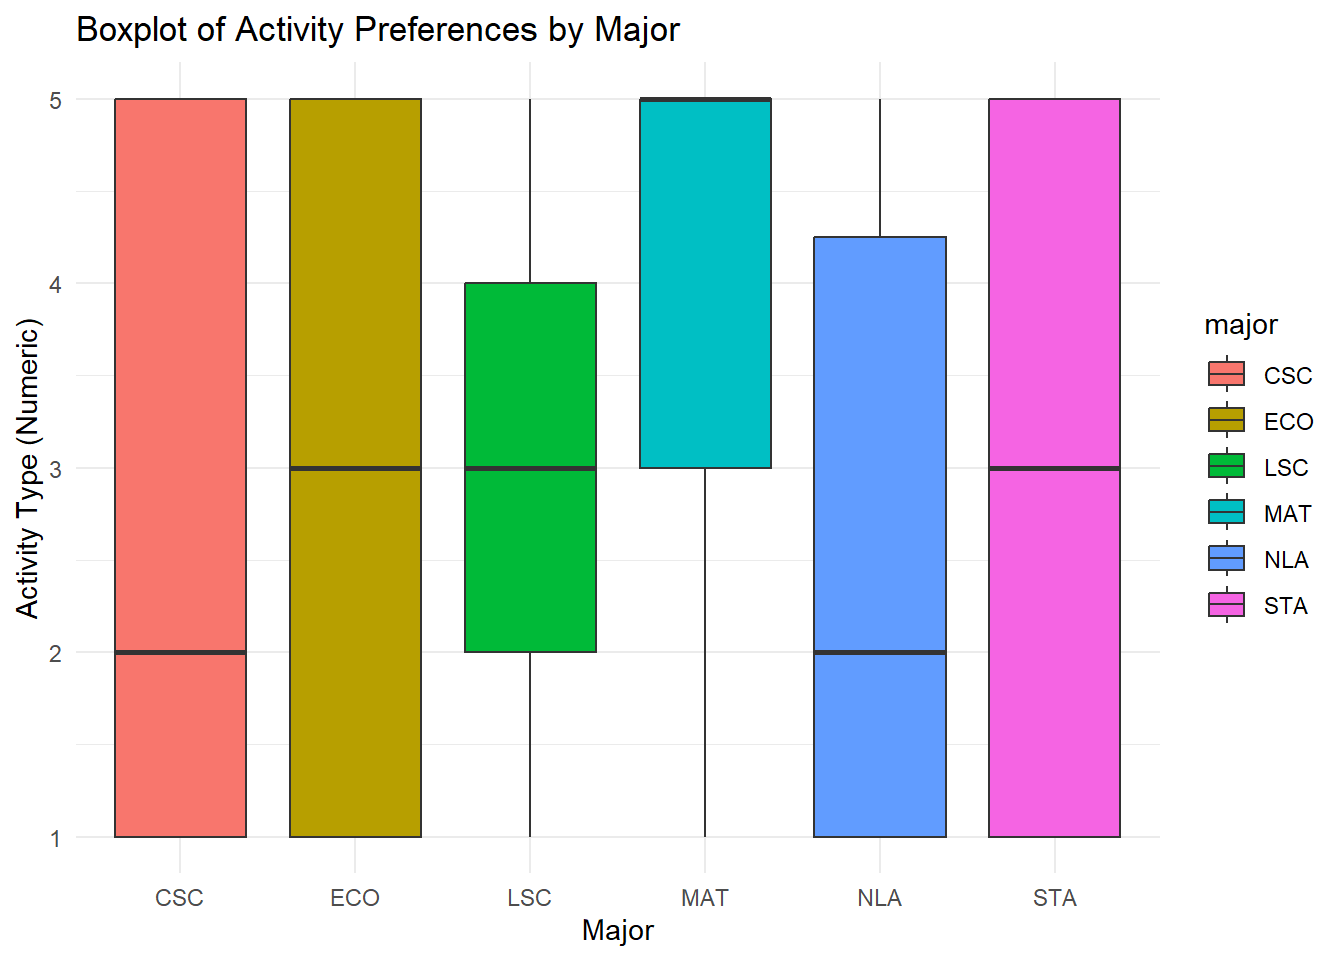 Boxplot of Activity Preferences by Major
Activity Type (Numeric)
5
4
3
2
1
CSC
ECO
LSC
MAT
NLA
STA
Major
major
CSC
ECO
LSC
MAT
NLA
STA